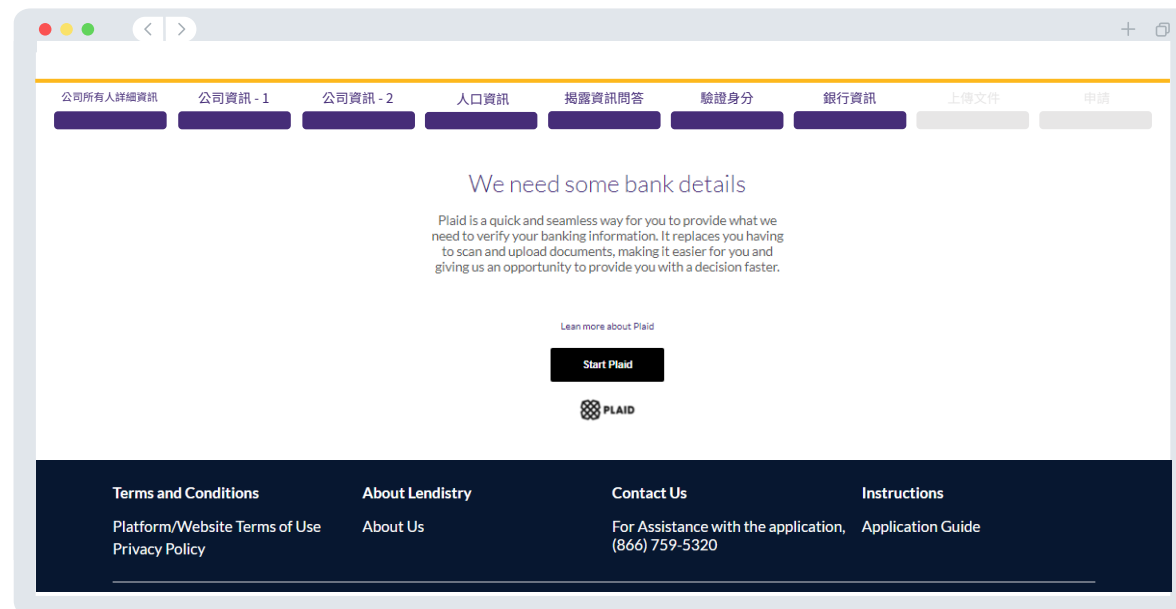 公司所有人詳細資訊 公司資訊 - 1 公司資訊 - 2 人口資訊 揭露資訊問答 驗證身分 銀行資訊 上傳文件 申請
We need some bank details
Plaid is a quick and seamless way for you to provide what we
need to verify your banking information. It replaces you having
to scan and upload documents, making it easier for you and
giving us an opportunity to provide you with a decision faster.
Lean more about Plaid
Start Plaid
PLAID
Terms and Conditions About Lendistry Contact Us Instructions
Platform/Website Terms of Use About Us For Assistance with the application, Application Guide
Privacy Policy (866) 759-5320